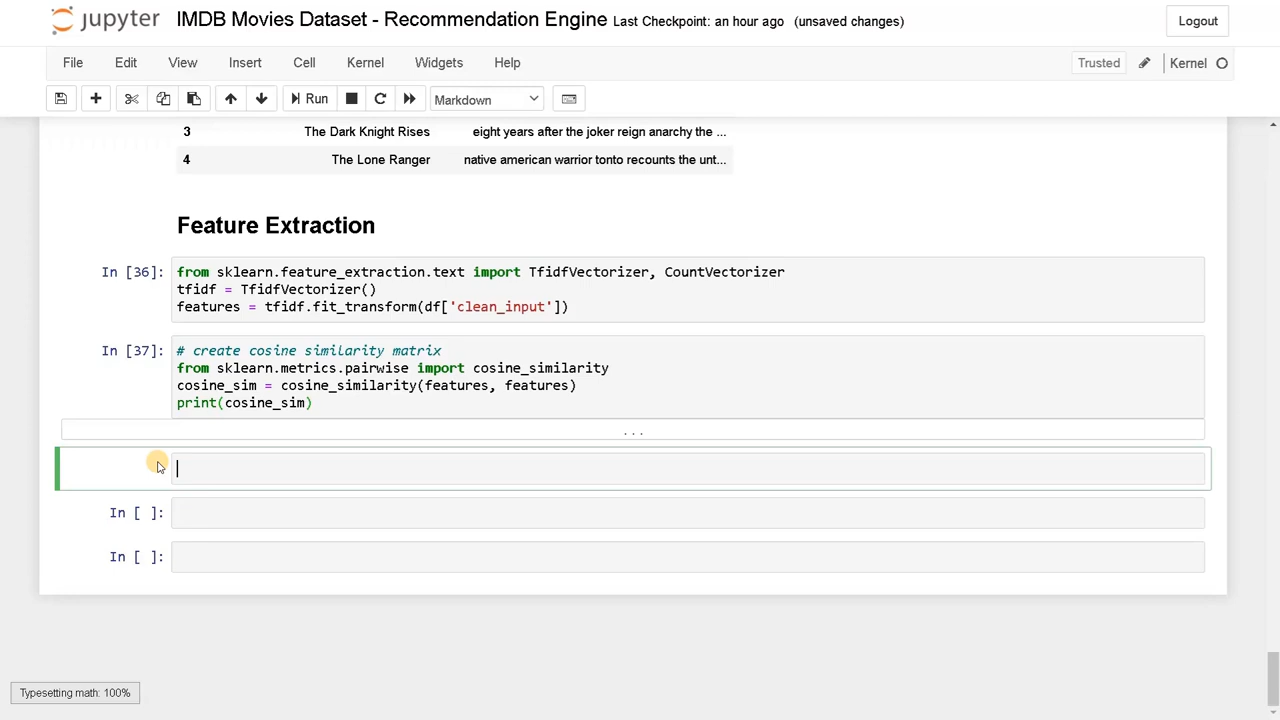 jupyter IMDB Movies Dataset - Recommendation Engine Last Checkpoint: an hour ago (unsaved changes) Logout
File Edit View Insert Cell Kernel Widgets Help Trusted Kernel
Run Markdown
3 The Dark Knight Rises eight years after the joker reign anarchy the ...
4 The Lone Ranger native american warrior tonto recounts the unt...
Feature Extraction
In [36]: from sklearn.feature_extraction.text import TfidfVectorizer, CountVectorizer
tfidf = TfidfVectorizer()
features = tfidf.fit_transform(df['clean_input'])
In [37]: # create cosine similarity matrix
from sklearn.metrics.pairwise import cosine_similarity
cosine_sim = cosine_similarity(features, features)
print(cosine_sim)
...
In [ ]:
In [ ]:
Typesetting math: 100%